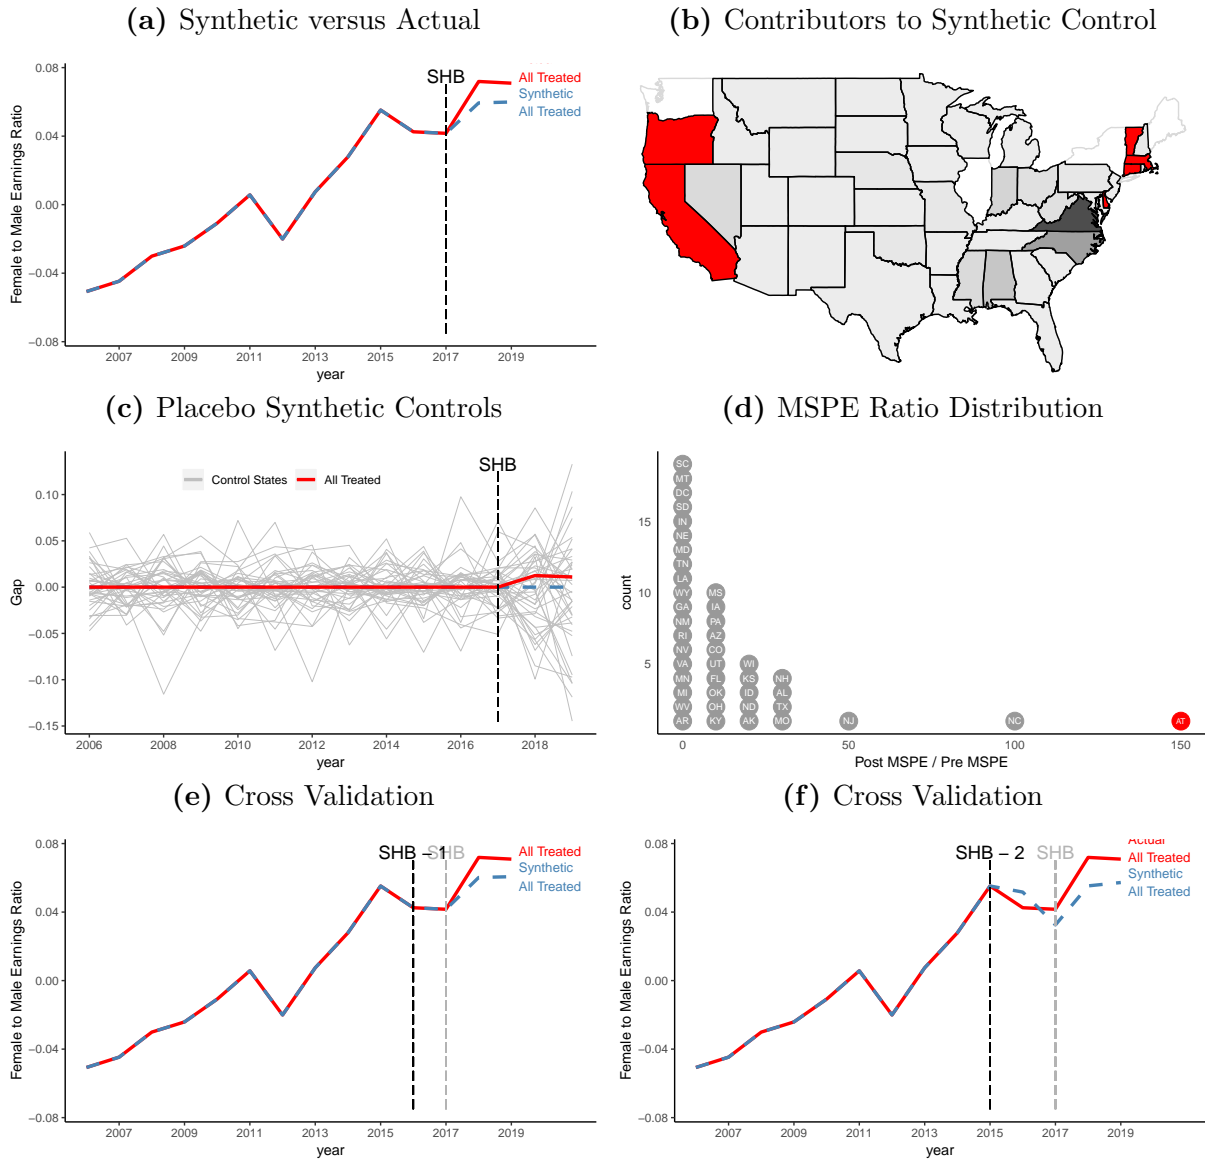 (a) Synthetic versus Actual
0.08
0.04
0.00
−0.04
−0.08
Female to Male Earnings Ratio
SHB
All Treated
Synthetic
All Treated
2007 2009 2011 2013 2015 2017 2019
year
(b) Contributors to Synthetic Control
(c) Placebo Synthetic Controls
0.10
0.05
0.00
−0.05
−0.10
−0.15
Gap
Control States All Treated
SHB
2006 2008 2010 2012 2014 2016 2018
year
(d) MSPE Ratio Distribution
15
10
5
count
SC
MT
DC
SD
IN
NE
MD
TN
LA
WY MS
GA IA
NM PA
RI AZ
NV CO
VA UT WI
MN FL KS NH
MI OK ID AL
WV OH ND TX
AR KY AK MO NJ NC AT
0 50 100 150
Post MSPE / Pre MSPE
(e) Cross Validation
0.08
0.04
0.00
−0.04
−0.08
Female to Male Earnings Ratio
SHB − 1 SHB
All Treated
Synthetic
All Treated
2007 2009 2011 2013 2015 2017 2019
year
(f) Cross Validation
0.08
0.04
0.00
−0.04
−0.08
Female to Male Earnings Ratio
SHB − 2 SHB
Actual
All Treated
Synthetic
All Treated
2007 2009 2011 2013 2015 2017 2019
year